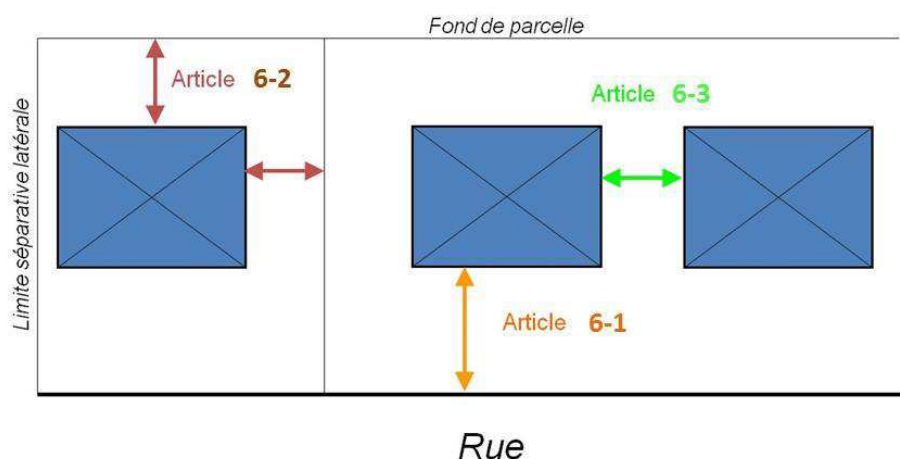 Fond de parcelle
Limite séparative latérale
Article 6-2
Article 6-3
Article 6-1
Rue